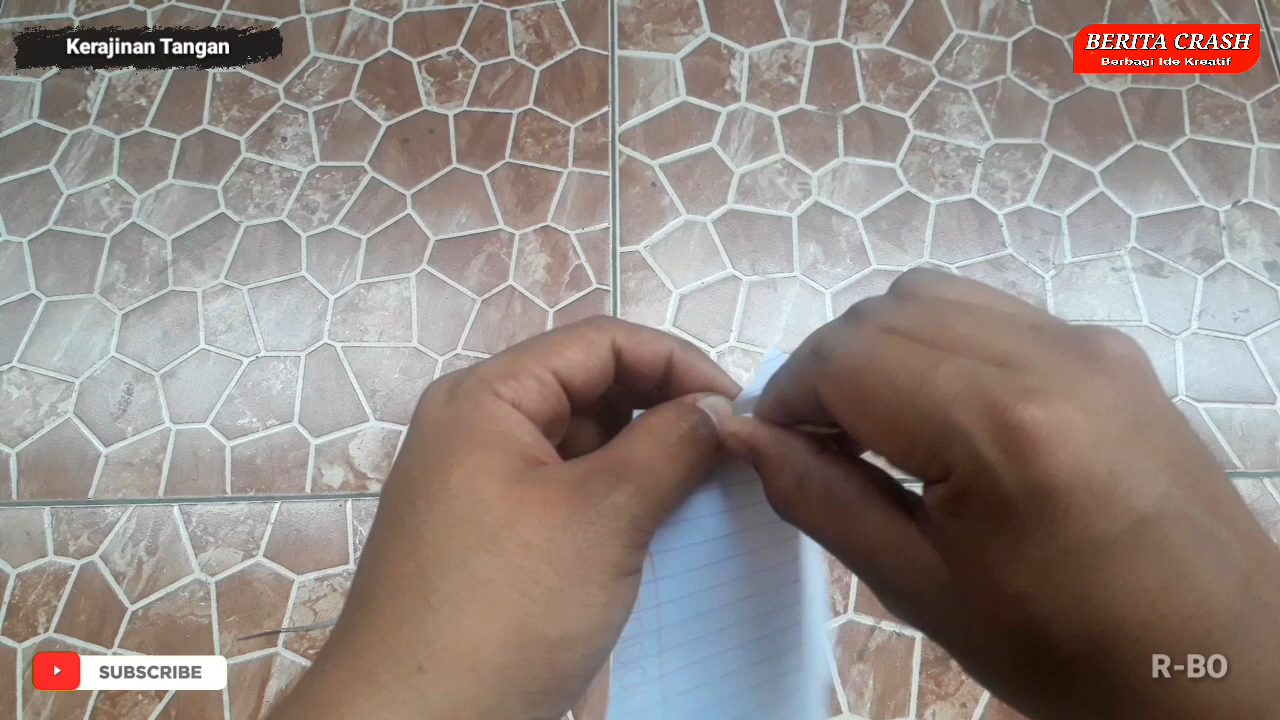 Kerajinan Tangan
BERITA CRASH
Berbagi Ide Kreatif
SUBSCRIBE
R-BO